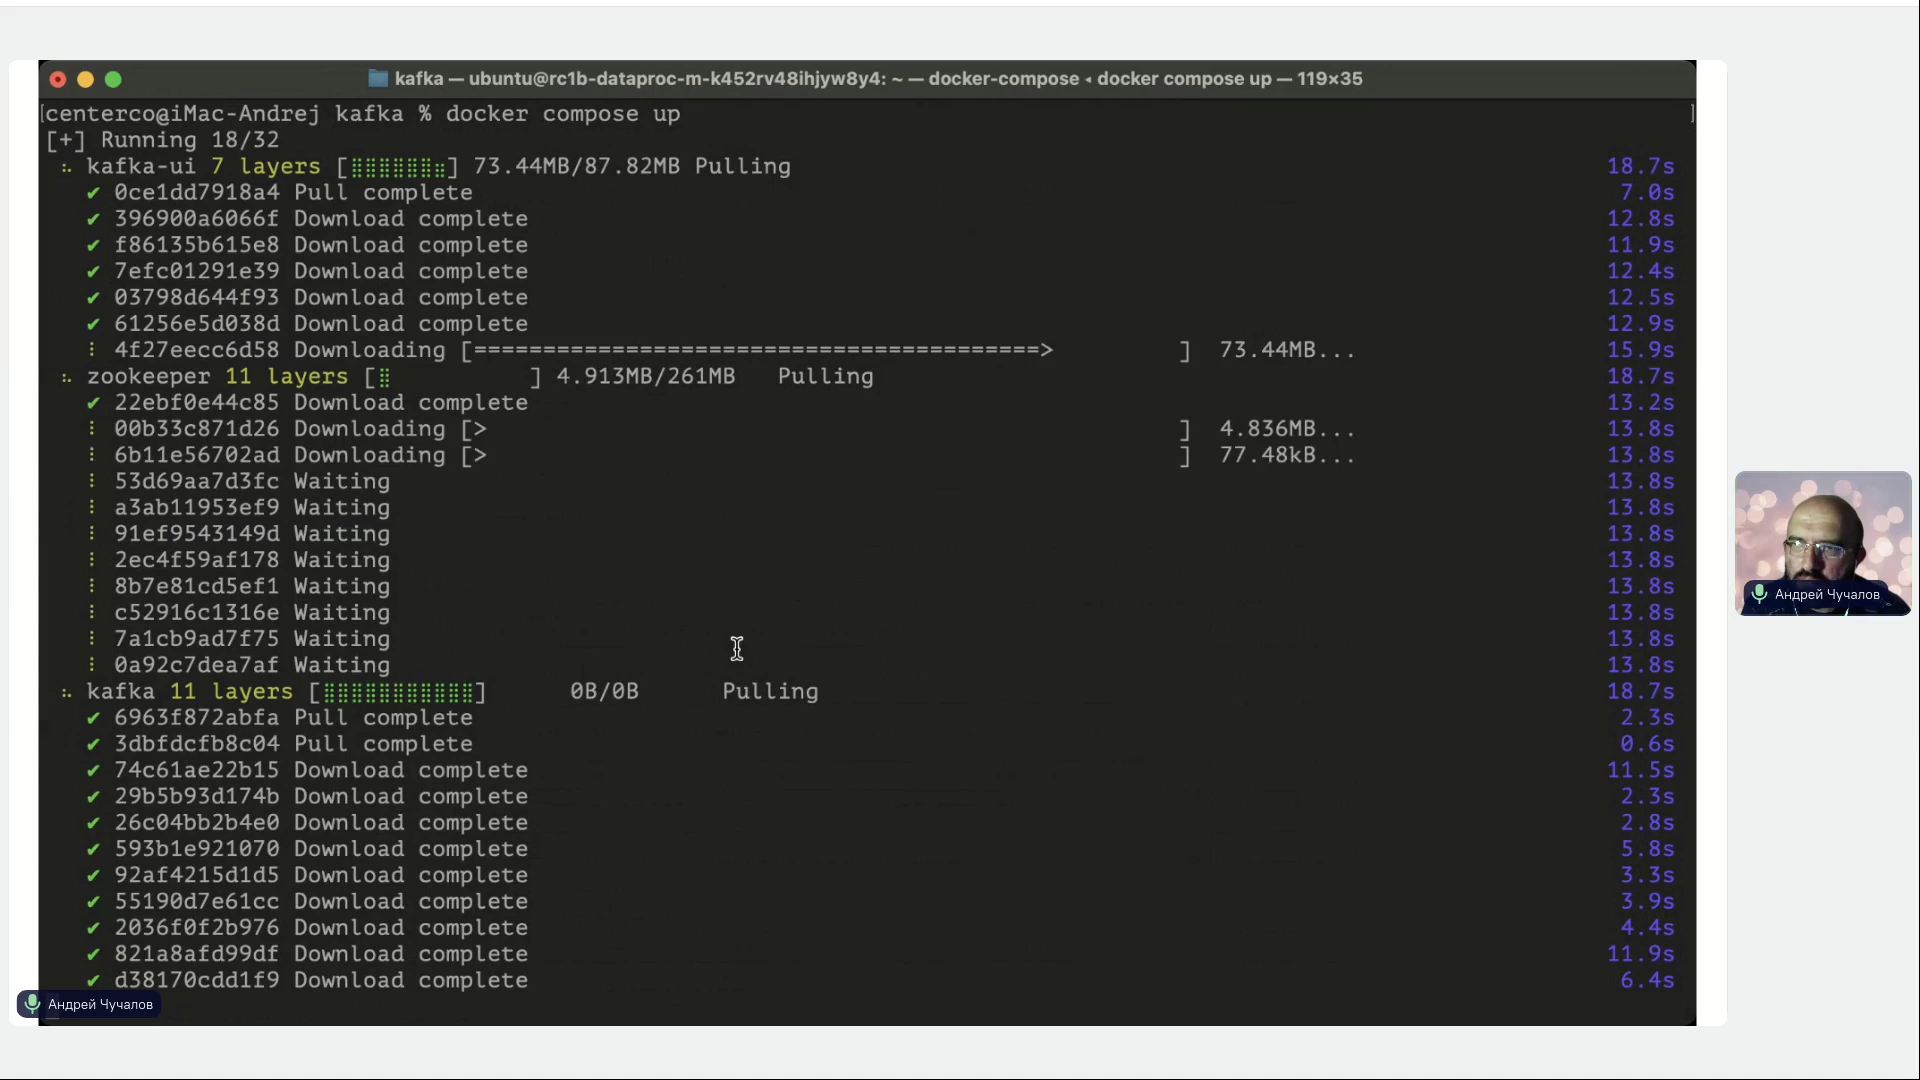 kafka — ubuntu@rc1b-dataproc-m-k452rv48ihjyw8y4: ~ — docker-compose ◂ docker compose up — 119×35
[centerco@iMac-Andrej kafka % docker compose up ]
[+] Running 18/32
kafka-ui 7 layers [⣿⣿⣿⣿⣿⣿⣶] 73.44MB/87.82MB Pulling 18.7s
✔ 0ce1dd7918a4 Pull complete 7.0s
✔ 396900a6066f Download complete 12.8s
✔ f86135b615e8 Download complete 11.9s
✔ 7efc01291e39 Download complete 12.4s
✔ 03798d644f93 Download complete 12.5s
✔ 61256e5d038d Download complete 12.9s
⋮ 4f27eecc6d58 Downloading [=========================================> ] 73.44MB... 15.9s
zookeeper 11 layers [⣿ ] 4.913MB/261MB Pulling 18.7s
✔ 22ebf0e44c85 Download complete 13.2s
⋮ 00b33c871d26 Downloading [> ] 4.836MB... 13.8s
⋮ 6b11e56702ad Downloading [> ] 77.48kB... 13.8s
⋮ 53d69aa7d3fc Waiting 13.8s
⋮ a3ab11953ef9 Waiting 13.8s
⋮ 91ef9543149d Waiting 13.8s
⋮ 2ec4f59af178 Waiting 13.8s
⋮ 8b7e81cd5ef1 Waiting 13.8s
⋮ c52916c1316e Waiting 13.8s
⋮ 7a1cb9ad7f75 Waiting 13.8s
⋮ 0a92c7dea7af Waiting 13.8s
kafka 11 layers [⣿⣿⣿⣿⣿⣿⣿⣿⣿⣿⣿] 0B/0B Pulling 18.7s
✔ 6963f872abfa Pull complete 2.3s
✔ 3dbfdcfb8c04 Pull complete 0.6s
✔ 74c61ae22b15 Download complete 11.5s
✔ 29b5b93d174b Download complete 2.3s
✔ 26c04bb2b4e0 Download complete 2.8s
✔ 593b1e921070 Download complete 5.8s
✔ 92af4215d1d5 Download complete 3.3s
✔ 55190d7e61cc Download complete 3.9s
✔ 2036f0f2b976 Download complete 4.4s
✔ 821a8afd99df Download complete 11.9s
✔ d38170cdd1f9 Download complete 6.4s
Андрей Чучалов
Андрей Чучалов